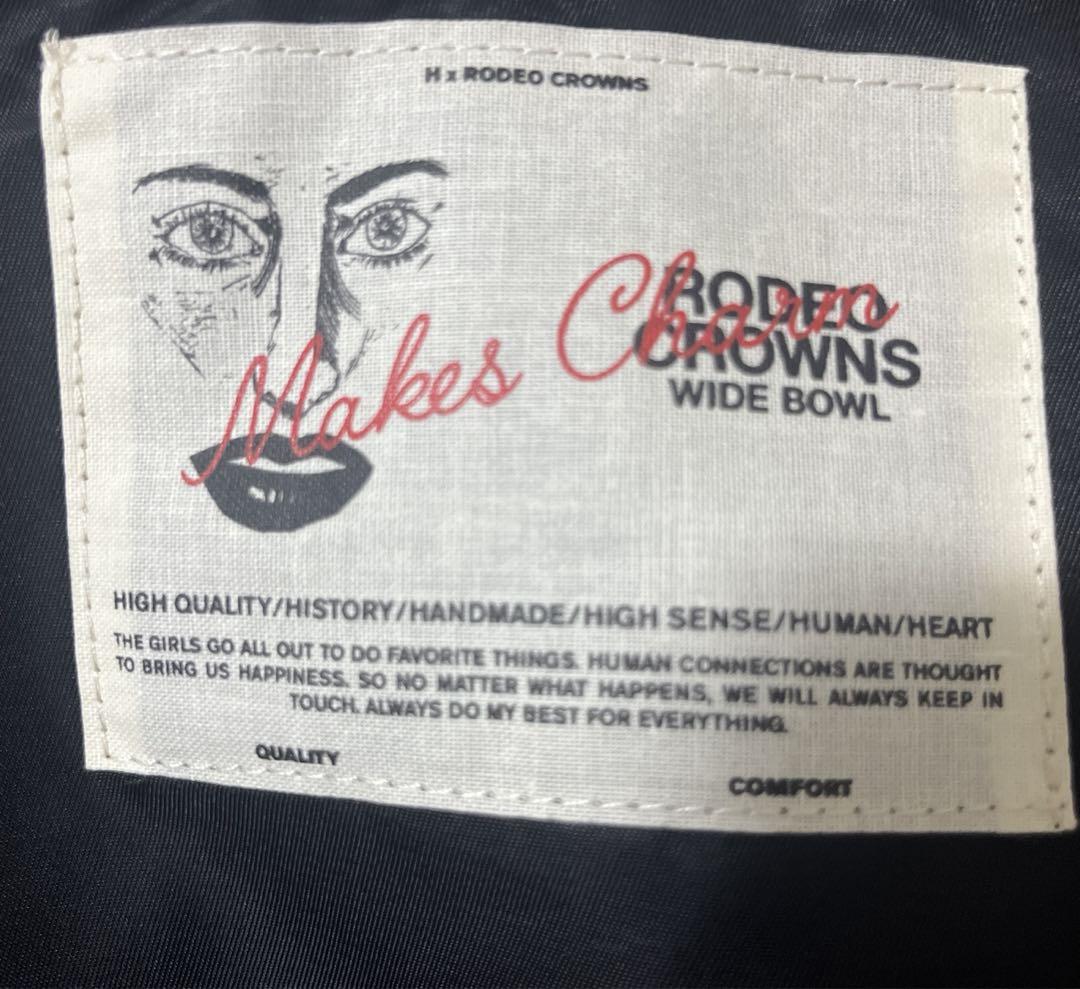 H x RODEO CROWNS
Makes Charm
RODEO
CROWNS
WIDE BOWL
HIGH QUALITY/HISTORY/HANDMADE/HIGH SENSE/HUMAN/HEART
THE GIRLS GO ALL OUT TO DO FAVORITE THINGS. HUMAN CONNECTIONS ARE THOUGHT
TO BRING US HAPPINESS. SO NO MATTER WHAT HAPPENS, WE WILL ALWAYS KEEP IN
TOUCH. ALWAYS DO MY BEST FOR EVERYTHING.
QUALITY
COMFORT